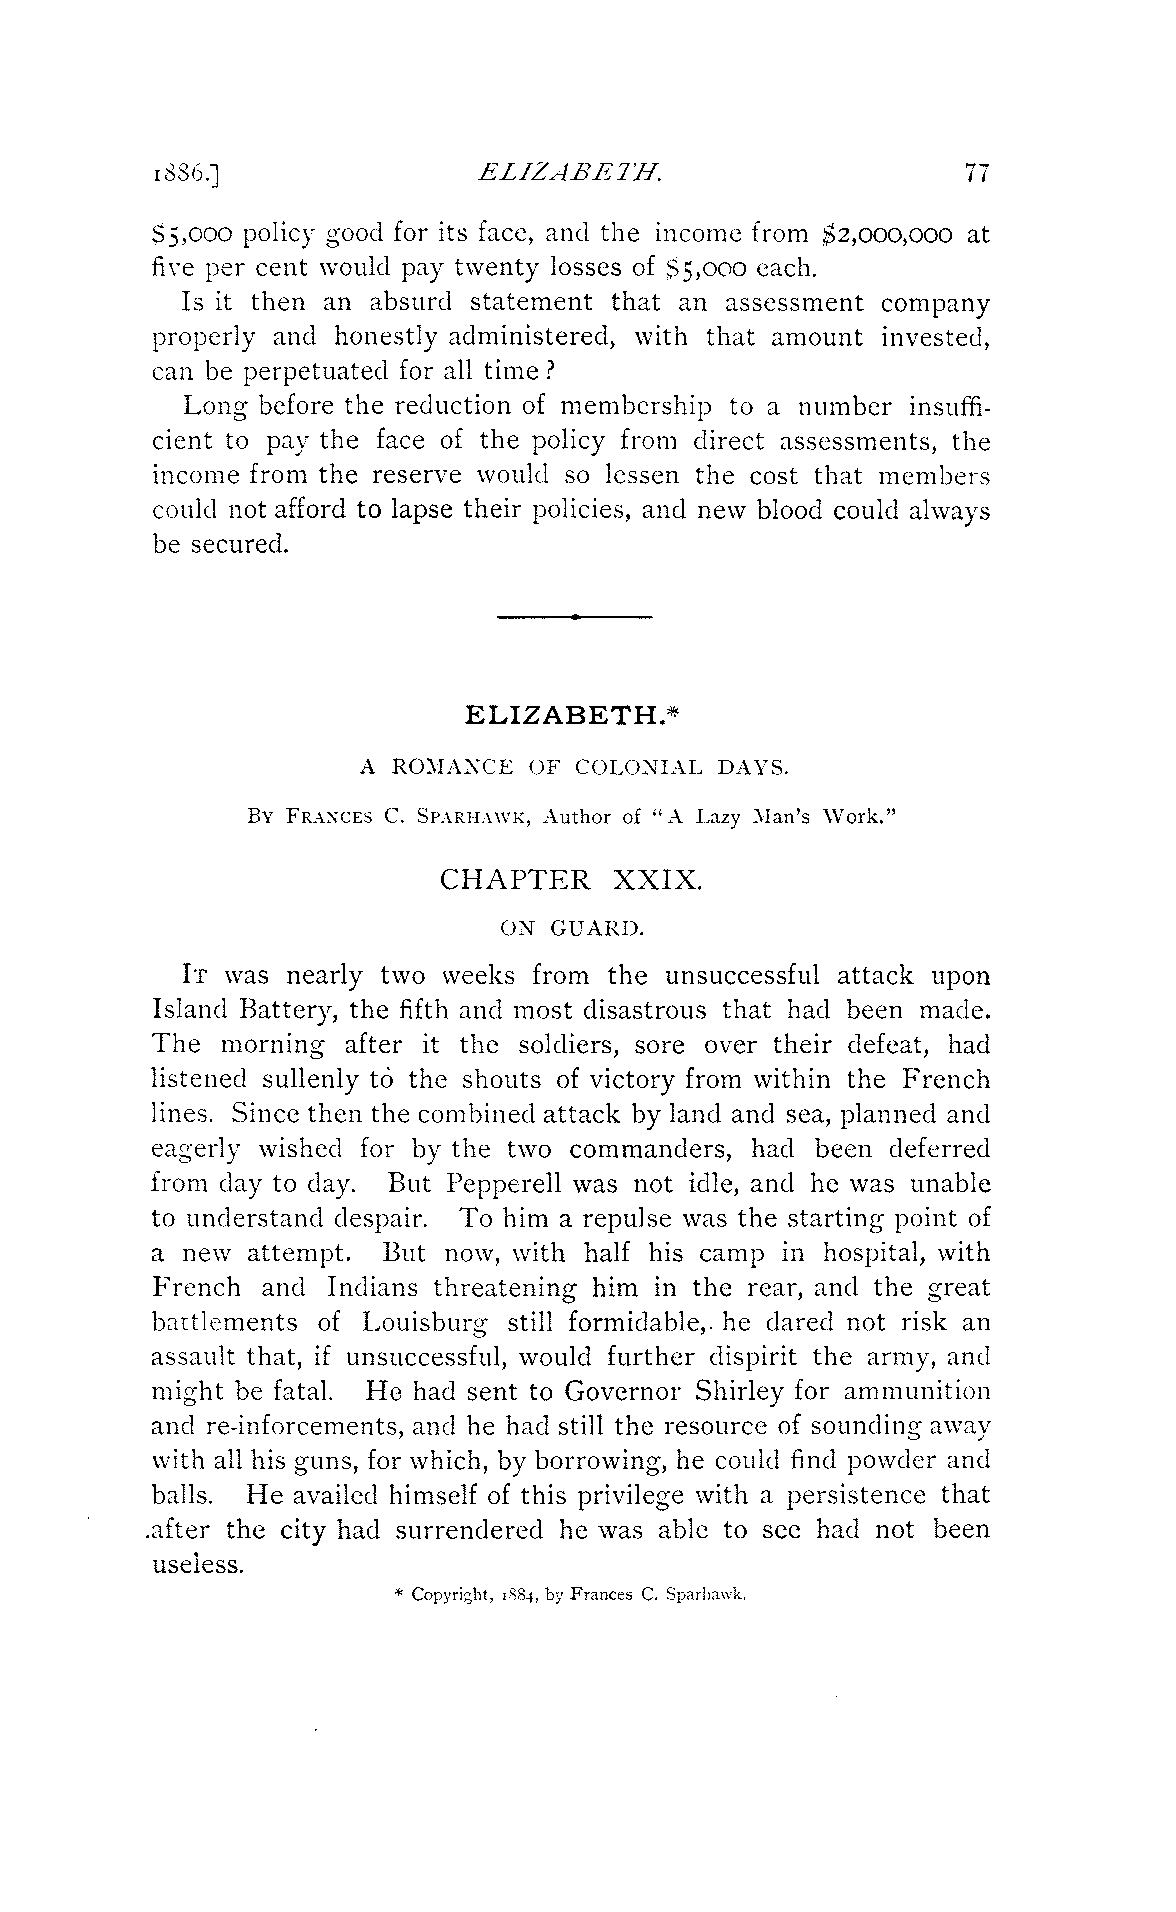 1886.] ELIZABETH. 77
$5,000 policy good for its face, and the income from $2,000,000 at
five per cent would pay twenty losses of $5,000 each.
Is it then an absurd statement that an assessment company
properly and honestly administered, with that amount invested,
can be perpetuated for all time?
Long before the reduction of membership to a number insuffi-
cient to pay the face of the policy from direct assessments, the
income from the reserve would so lessen the cost that members
could not afford to lapse their policies, and new blood could always
be secured.
ELIZABETH.*
A ROMANCE OF COLONIAL DAYS.
BY FRANCES C. SPARHAWK, Author of "A Lazy Man's Work."
CHAPTER XXIX.
ON GUARD.
IT was nearly two weeks from the unsuccessful attack upon
Island Battery, the fifth and most disastrous that had been made.
The morning after it the soldiers, sore over their defeat, had
listened sullenly to the shouts of victory from within the French
lines. Since then the combined attack by land and sea, planned and
eagerly wished for by the two commanders, had been deferred
from day to day. But Pepperell was not idle, and he was unable
to understand despair. To him a repulse was the starting point of
a new attempt. But now, with half his camp in hospital, with
French and Indians threatening him in the rear, and the great
battlements of Louisburg still formidable, he dared not risk an
assault that, if unsuccessful, would further dispirit the army, and
might be fatal. He had sent to Governor Shirley for ammunition
and re-inforcements, and he had still the resource of sounding away
with all his guns, for which, by borrowing, he could find powder and
balls. He availed himself of this privilege with a persistence that
after the city had surrendered he was able to see had not been
useless.
* Copyright, 1884, by Frances C. Sparhawk.